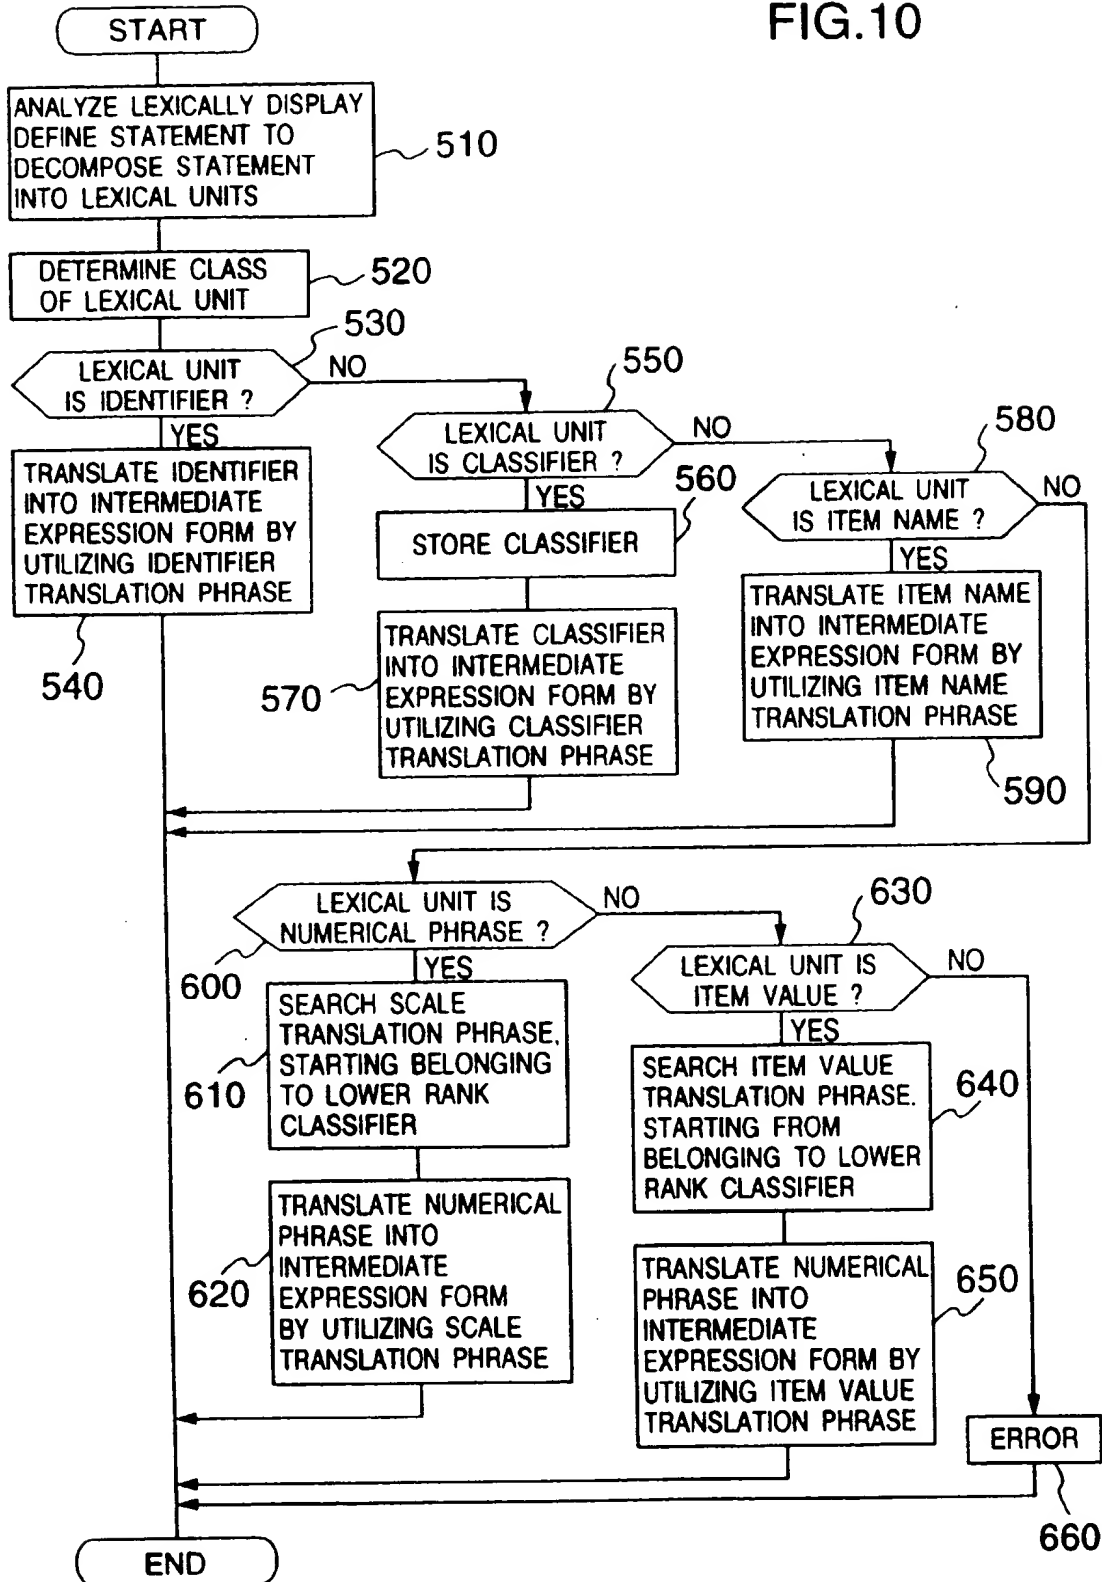 FIG.10
START
ANALYZE LEXICALLY DISPLAY
DEFINE STATEMENT TO
DECOMPOSE STATEMENT
INTO LEXICAL UNITS
510
DETERMINE CLASS
OF LEXICAL UNIT
520
530
LEXICAL UNIT
IS IDENTIFIER ?
NO
YES
TRANSLATE IDENTIFIER
INTO INTERMEDIATE
EXPRESSION FORM BY
UTILIZING IDENTIFIER
TRANSLATION PHRASE
540
550
LEXICAL UNIT
IS CLASSIFIER ?
NO
YES
560
STORE CLASSIFIER
TRANSLATE CLASSIFIER
INTO INTERMEDIATE
EXPRESSION FORM BY
UTILIZING CLASSIFIER
TRANSLATION PHRASE
570
580
LEXICAL UNIT
IS ITEM NAME ?
NO
YES
TRANSLATE ITEM NAME
INTO INTERMEDIATE
EXPRESSION FORM BY
UTILIZING ITEM NAME
TRANSLATION PHRASE
590
LEXICAL UNIT IS
NUMERICAL PHRASE ?
600
NO
YES
SEARCH SCALE
TRANSLATION PHRASE,
STARTING BELONGING
TO LOWER RANK
CLASSIFIER
610
TRANSLATE NUMERICAL
PHRASE INTO
INTERMEDIATE
EXPRESSION FORM
BY UTILIZING SCALE
TRANSLATION PHRASE
620
630
LEXICAL UNIT IS
ITEM VALUE ?
NO
YES
SEARCH ITEM VALUE
TRANSLATION PHRASE.
STARTING FROM
BELONGING TO LOWER
RANK CLASSIFIER
640
TRANSLATE NUMERICAL
PHRASE INTO
INTERMEDIATE
EXPRESSION FORM BY
UTILIZING ITEM VALUE
TRANSLATION PHRASE
650
ERROR
660
END